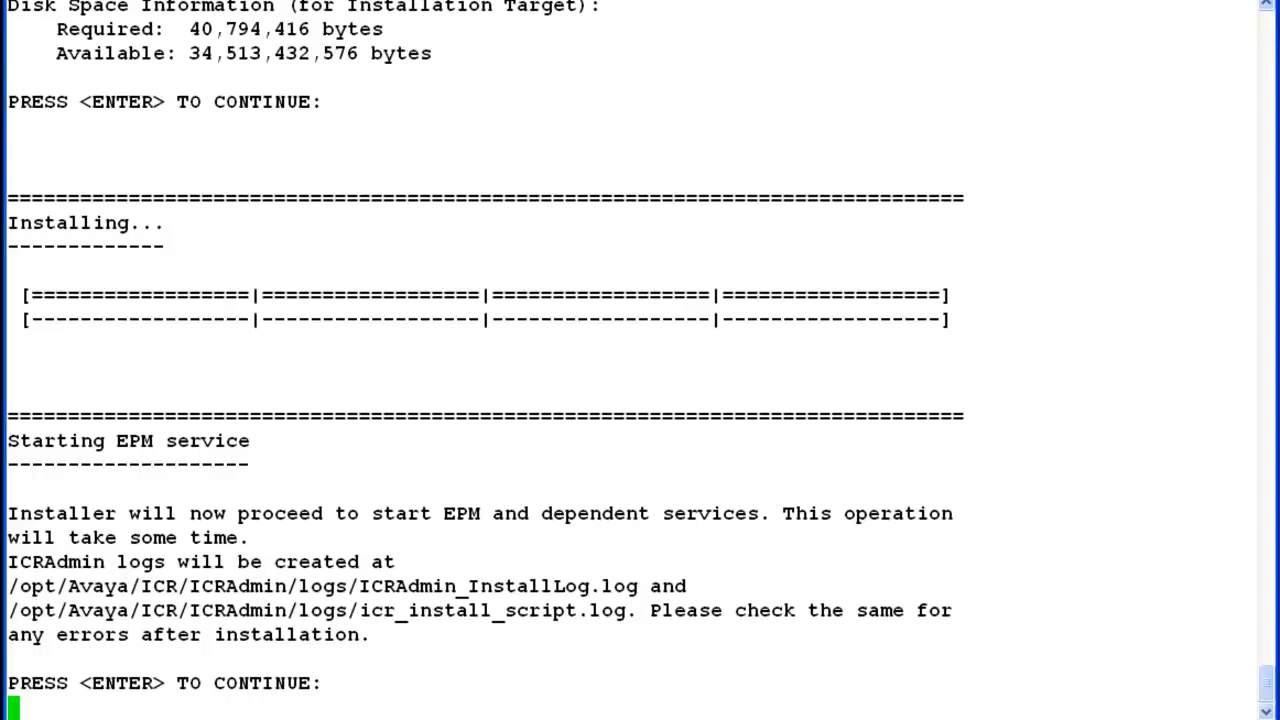 Disk Space Information (for Installation Target):
Required: 40,794,416 bytes
Available: 34,513,432,576 bytes
PRESS <ENTER> TO CONTINUE:
===============================================================================
Installing...
-------------
[==================|==================|==================|==================]
[------------------|------------------|------------------|------------------]
===============================================================================
Starting EPM service
--------------------
Installer will now proceed to start EPM and dependent services. This operation
will take some time.
ICRAdmin logs will be created at
/opt/Avaya/ICR/ICRAdmin/logs/ICRAdmin_InstallLog.log and
/opt/Avaya/ICR/ICRAdmin/logs/icr_install_script.log. Please check the same for
any errors after installation.
PRESS <ENTER> TO CONTINUE: